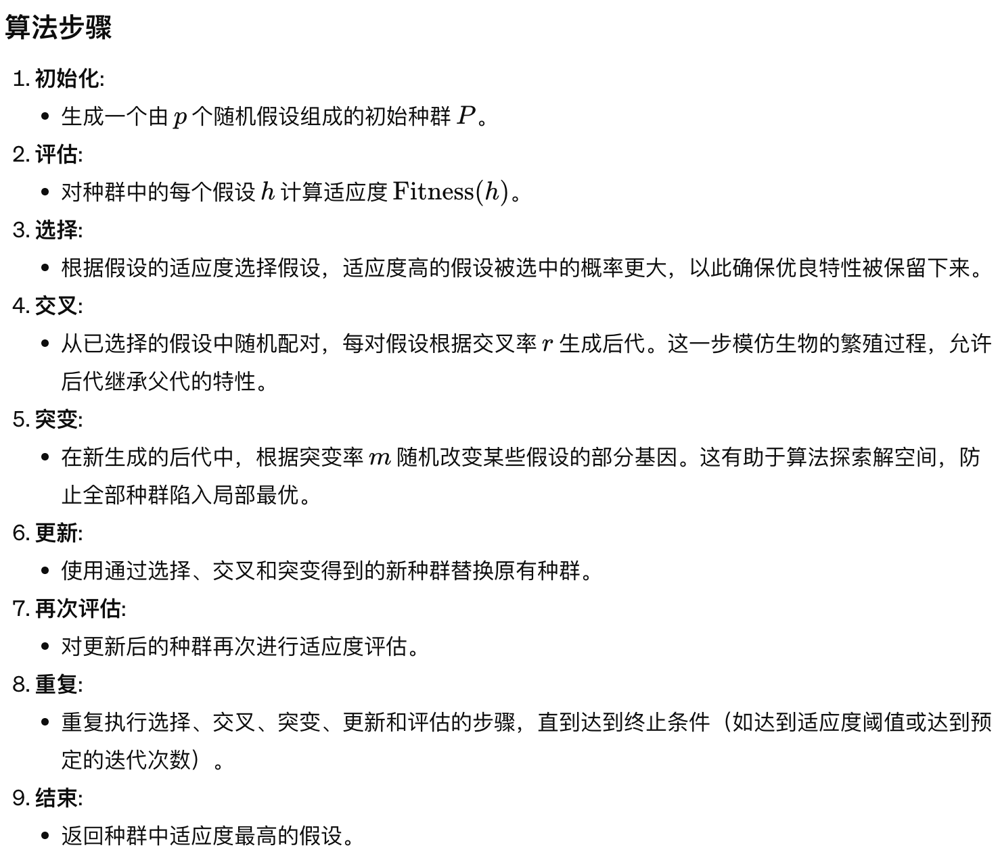 算法步骤
1. 初始化:
• 生成一个由 p 个随机假设组成的初始种群 P。
2. 评估:
• 对种群中的每个假设 h 计算适应度 Fitness(h)。
3. 选择:
• 根据假设的适应度选择假设，适应度高的假设被选中的概率更大，以此确保优良特性被保留下来。
4. 交叉:
• 从已选择的假设中随机配对，每对假设根据交叉率 r 生成后代。这一步模仿生物的繁殖过程，允许
后代继承父代的特性。
5. 突变:
• 在新生成的后代中，根据突变率 m 随机改变某些假设的部分基因。这有助于算法探索解空间，防
止全部种群陷入局部最优。
6. 更新:
• 使用通过选择、交叉和突变得到的新种群替换原有种群。
7. 再次评估:
• 对更新后的种群再次进行适应度评估。
8. 重复:
• 重复执行选择、交叉、突变、更新和评估的步骤，直到达到终止条件（如达到适应度阈值或达到预
定的迭代次数）。
9. 结束:
• 返回种群中适应度最高的假设。